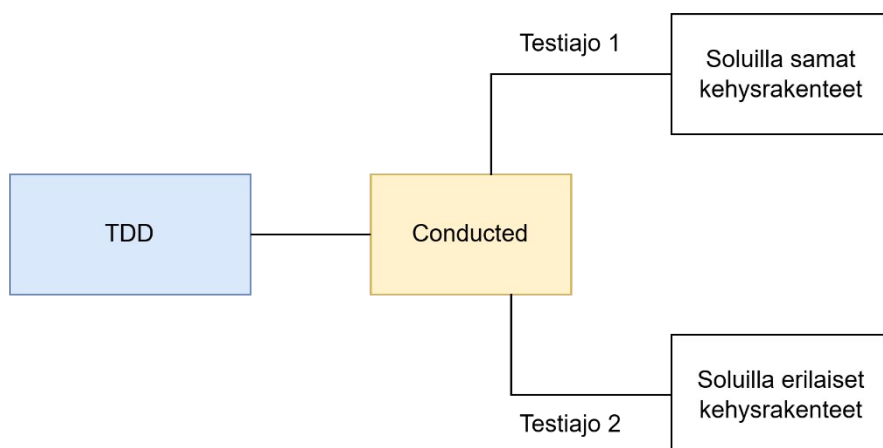 Testiajo 1
Soluilla samat
kehysrakenteet
TDD
Conducted
Soluilla erilaiset
kehysrakenteet
Testiajo 2